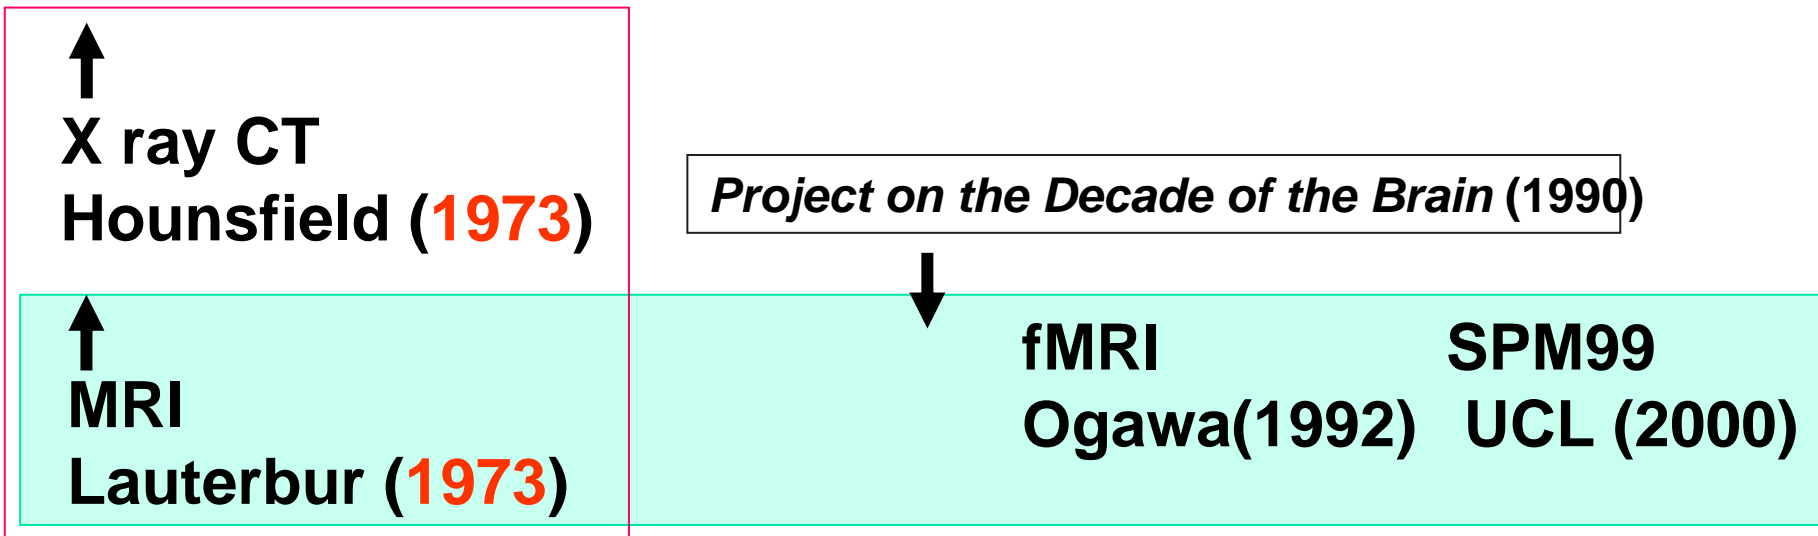 X ray CT
Hounsfield (1973)
Project on the Decade of the Brain (1990)
MRI
Lauterbur (1973)
fMRI
Ogawa(1992)
SPM99
UCL (2000)